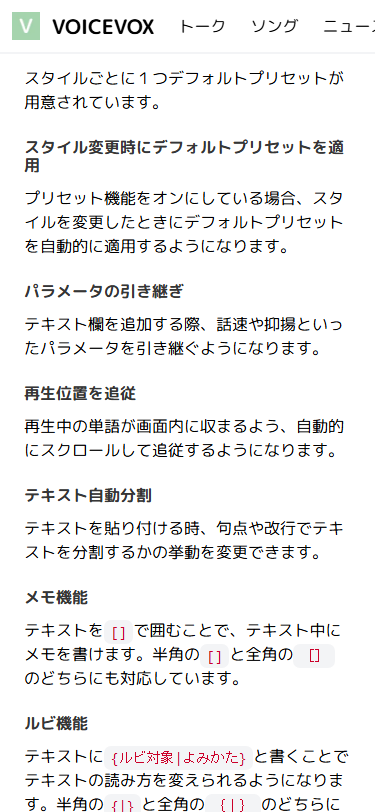 V VOICEVOX トーク ソング ニュース
スタイルごとに１つデフォルトプリセットが
用意されています。
スタイル変更時にデフォルトプリセットを適
用
プリセット機能をオンにしている場合、スタ
イルを変更したときにデフォルトプリセット
を自動的に適用するようになります。
パラメータの引き継ぎ
テキスト欄を追加する際、話速や抑揚といっ
たパラメータを引き継ぐようになります。
再生位置を追従
再生中の単語が画面内に収まるよう、自動的
にスクロールして追従するようになります。
テキスト自動分割
テキストを貼り付ける時、句点や改行でテキ
ストを分割するかの挙動を変更できます。
メモ機能
テキストを [] で囲むことで、テキスト中に
メモを書けます。半角の [] と全角の ［］
のどちらにも対応しています。
ルビ機能
テキストに {ルビ対象|よみかた} と書くことで
テキストの読み方を変えられるようになりま
す。半角の {|} と全角の ｛｜｝ のどちらに